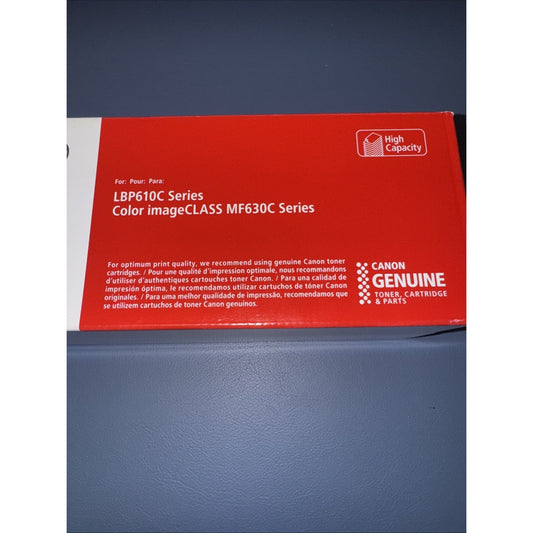 High
Capacity
For: Pour: Para:
LBP610C Series
Color imageCLASS MF630C Series
For optimum print quality, we recommend using genuine Canon toner
cartridges. / Pour une qualité d'impression optimale, nous recommandons
d'utiliser d'authentiques cartouches toner Canon. / Para una calidad de
impresión óptima, le recomendamos utilizar cartuchos de tóner Canon
originales. / Para uma melhor qualidade de impressão, recomendamos que
se utilizem cartuchos de toner Canon genuínos.
CANON
GENUINE
TONER, CARTRIDGE
& PARTS